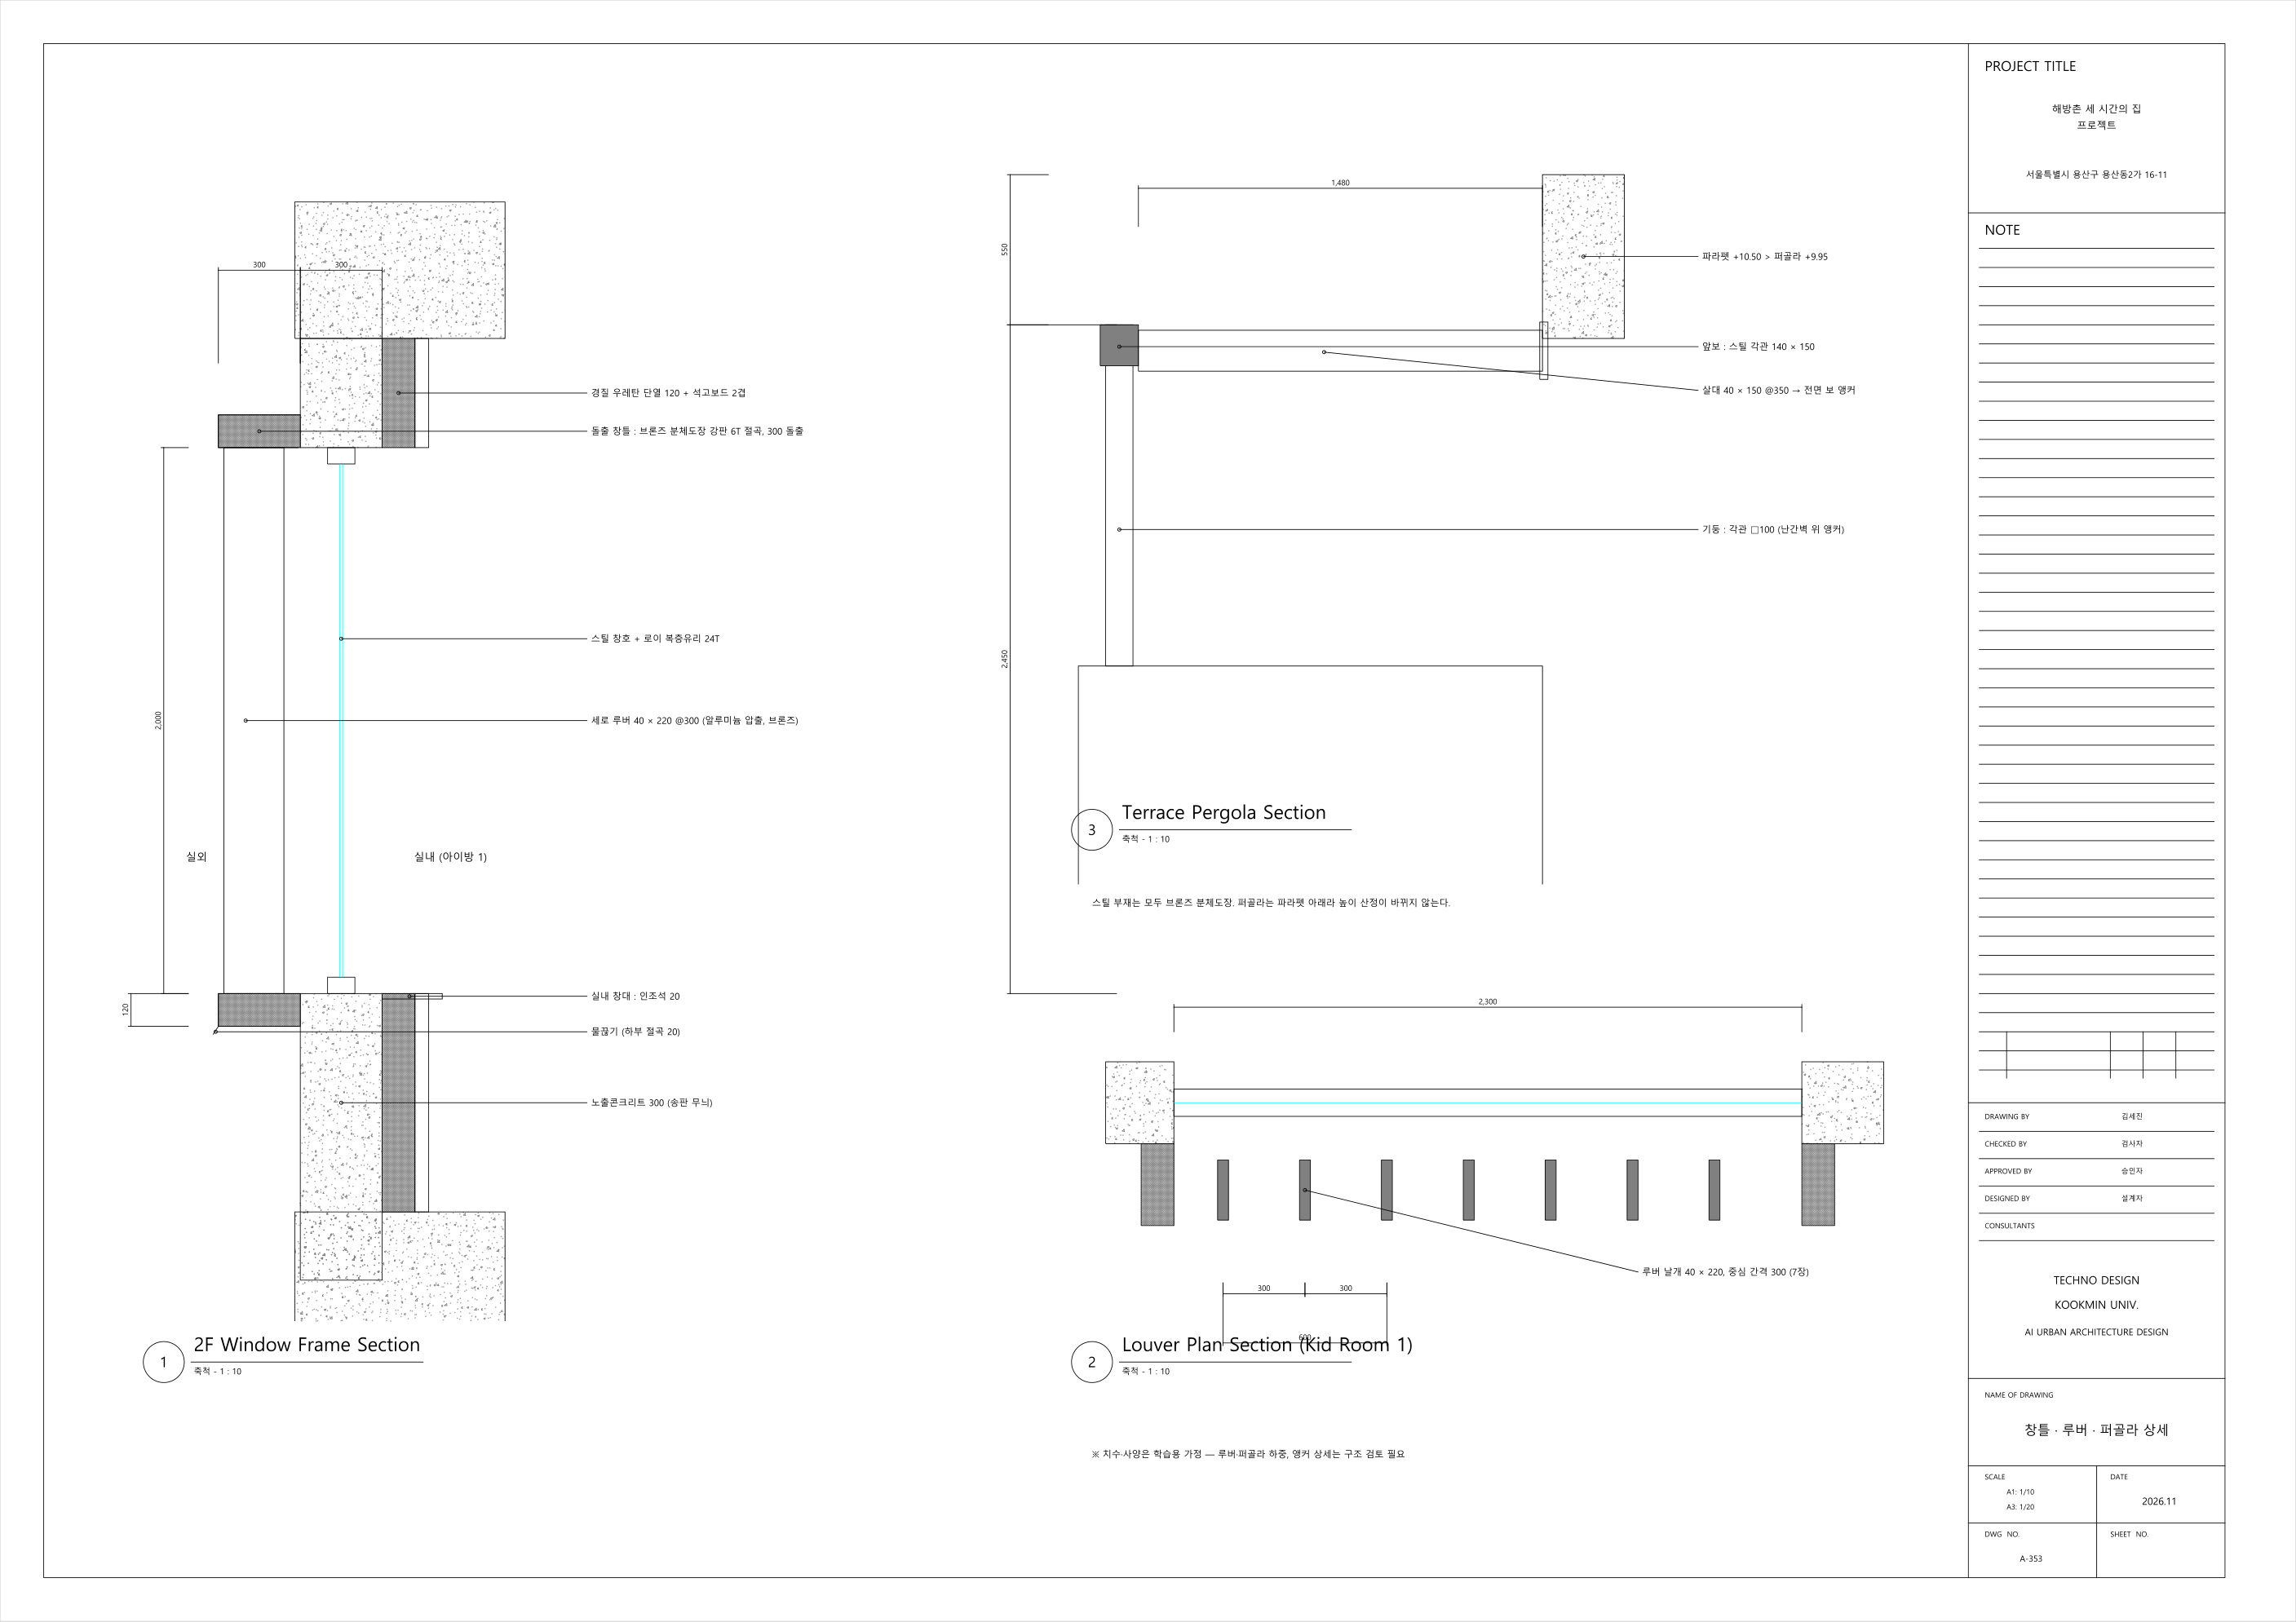 300
300
경질 우레탄 단열 120 + 석고보드 2겹
돌출 창틀 : 브론즈 분체도장 강판 6T 절곡, 300 돌출
스틸 창호 + 로이 복층유리 24T
2,000
세로 루버 40 × 220 @300 (알루미늄 압출, 브론즈)
실외
실내 (아이방 1)
120
실내 창대 : 인조석 20
물끊기 (하부 절곡 20)
노출콘크리트 300 (송판 무늬)
1
2F Window Frame Section
축척 - 1 : 10
1,480
550
파라펫 +10.50 > 퍼골라 +9.95
앞보 : 스틸 각관 140 × 150
살대 40 × 150 @350 → 전면 보 앵커
기둥 : 각관 □100 (난간벽 위 앵커)
2,450
3
Terrace Pergola Section
축척 - 1 : 10
스틸 부재는 모두 브론즈 분체도장. 퍼골라는 파라펫 아래라 높이 산정이 바뀌지 않는다.
2,300
루버 날개 40 × 220, 중심 간격 300 (7장)
300
300
600
2
Louver Plan Section (Kid Room 1)
축척 - 1 : 10
※ 치수·사양은 학습용 가정 — 루버·퍼골라 하중, 앵커 상세는 구조 검토 필요
PROJECT TITLE
해방촌 세 시간의 집
프로젝트
서울특별시 용산구 용산동2가 16-11
NOTE
DRAWING BY 김세진
CHECKED BY 검사자
APPROVED BY 승인자
DESIGNED BY 설계자
CONSULTANTS
TECHNO DESIGN
KOOKMIN UNIV.
AI URBAN ARCHITECTURE DESIGN
NAME OF DRAWING
창틀 · 루버 · 퍼골라 상세
SCALE
A1: 1/10
A3: 1/20
DATE
2026.11
DWG NO.
A-353
SHEET NO.